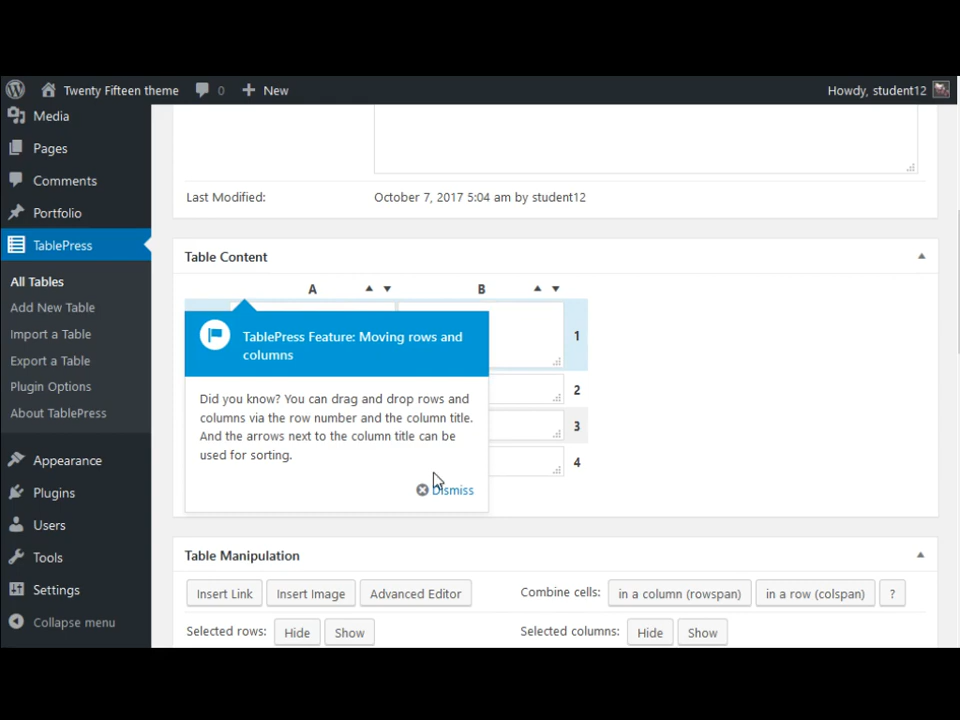 Twenty Fifteen theme 0 New Howdy, student12
Media
Pages
Comments
Portfolio
TablePress
All Tables
Add New Table
Import a Table
Export a Table
Plugin Options
About TablePress
Appearance
Plugins
Users
Tools
Settings
Collapse menu
Last Modified: October 7, 2017 5:04 am by student12
Table Content
A B
1
2
3
4
TablePress Feature: Moving rows and
columns
Did you know? You can drag and drop rows and
columns via the row number and the column title.
And the arrows next to the column title can be
used for sorting.
Dismiss
Table Manipulation
Insert Link Insert Image Advanced Editor Combine cells: in a column (rowspan) in a row (colspan) ?
Selected rows: Hide Show Selected columns: Hide Show